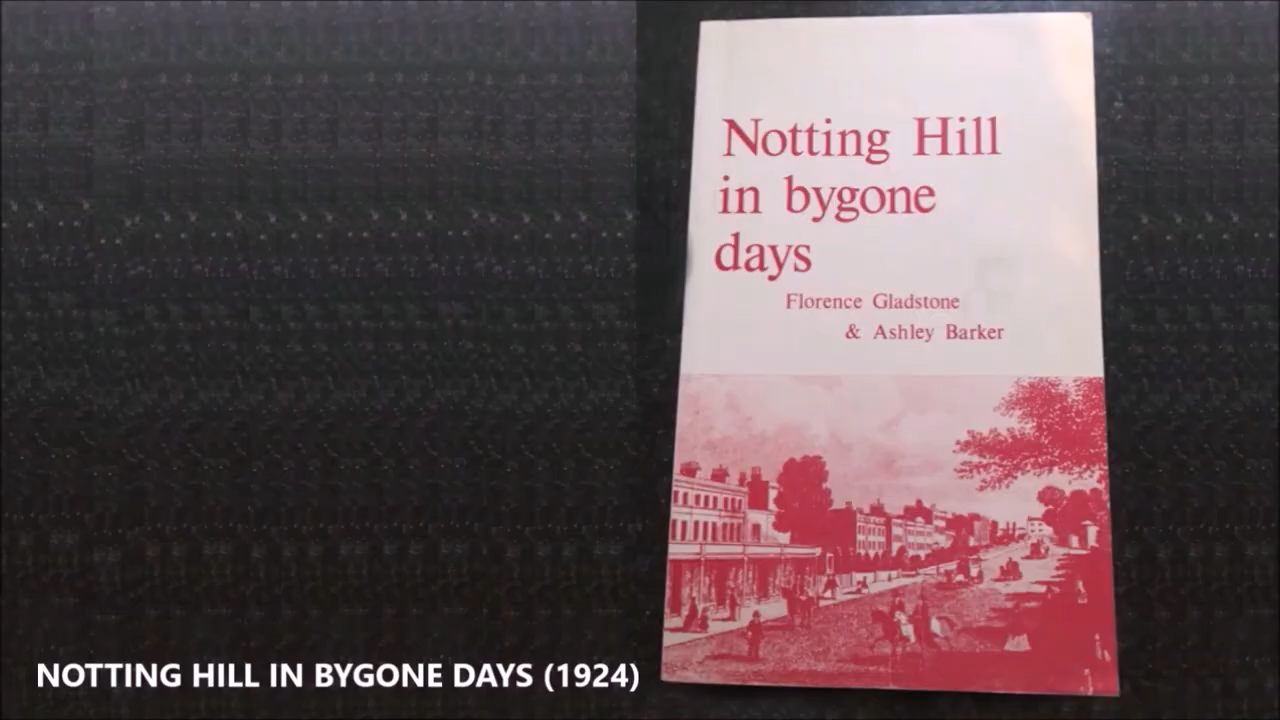 Notting Hill
in bygone
days
Florence Gladstone
& Ashley Barker
NOTTING HILL IN BYGONE DAYS (1924)